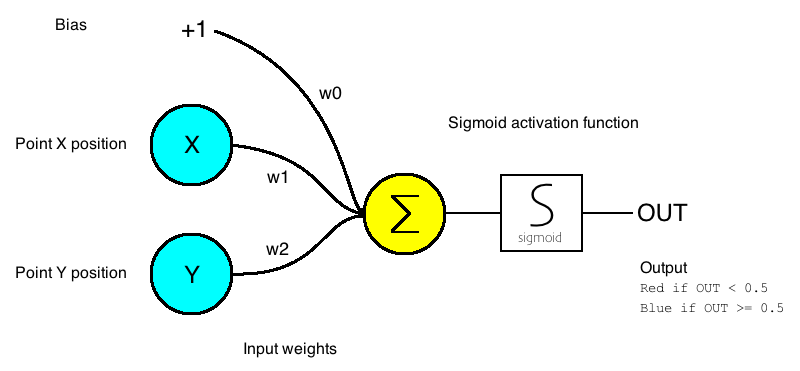 Bias
+1
w0
Sigmoid activation function
Point X position
X
w1
Σ
sigmoid
OUT
w2
Point Y position
Y
Output
Red if OUT < 0.5
Blue if OUT >= 0.5
Input weights